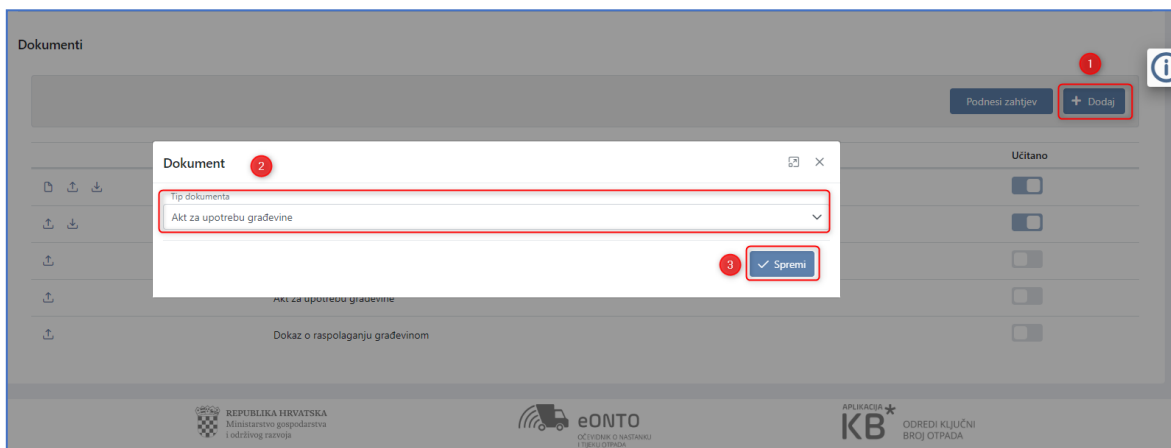 Dokumenti
1
Podnesi zahtjev
+ Dodaj
Učitano
Dokument
2
Tip dokumenta
Akt za upotrebu građevine
3
Spremi
Akt za upotrebu građevine
Dokaz o raspolaganju građevinom
REPUBLIKA HRVATSKA
Ministarstvo gospodarstva
i održivog razvoja
eONTO
OČEVIDNIK O NASTANKU
I TIJEKU OTPADA
APLIKACIJA
KB*
ODREDI KLJUČNI
BROJ OTPADA